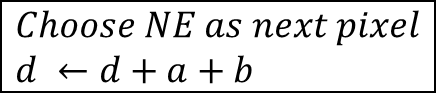 Choose NE as next pixel
d ← d + a + b